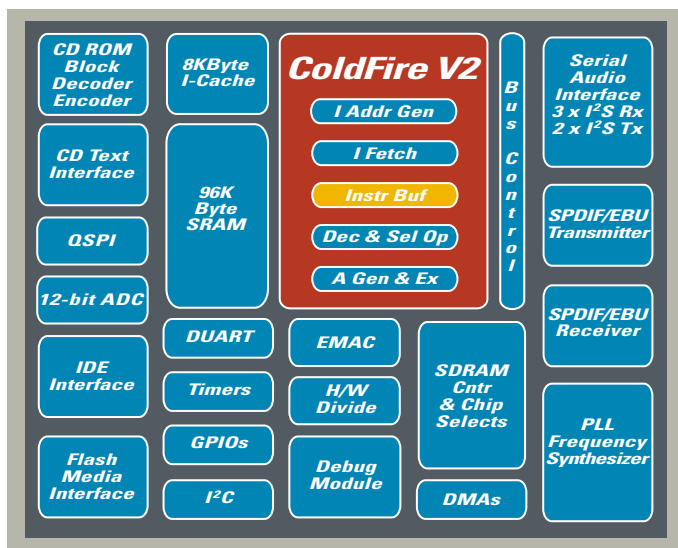 CD ROM
Block
Decoder
Encoder
CD Text
Interface
QSPI
12-bit ADC
IDE
Interface
Flash
Media
Interface
8KByte
I-Cache
96K
Byte
SRAM
DUART
Timers
GPIOs
I²C
ColdFire V2
I Addr Gen
I Fetch
Instr Buf
Dec & Sel Op
A Gen & Ex
EMAC
H/W
Divide
Debug
Module
Bus Control
SDRAM
Cntr
& Chip
Selects
DMAs
Serial
Audio
Interface
3 x I²S Rx
2 x I²S Tx
SPDIF/EBU
Transmitter
SPDIF/EBU
Receiver
PLL
Frequency
Synthesizer